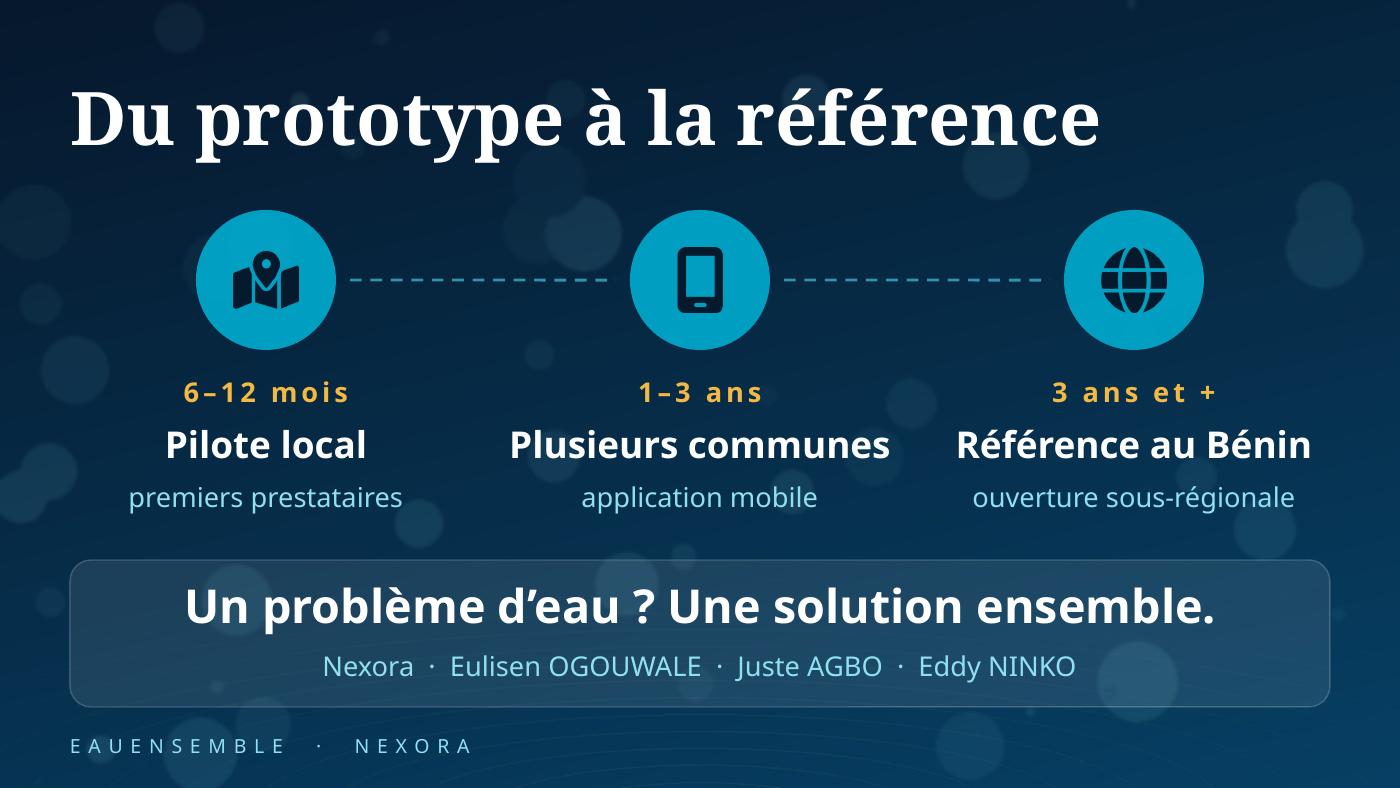 Du prototype à la référence
6–12 mois
Pilote local
premiers prestataires
1–3 ans
Plusieurs communes
application mobile
3 ans et +
Référence au Bénin
ouverture sous-régionale
Un problème d’eau ? Une solution ensemble.
Nexora · Eulisen OGOUWALE · Juste AGBO · Eddy NINKO
EAUENSEMBLE · NEXORA